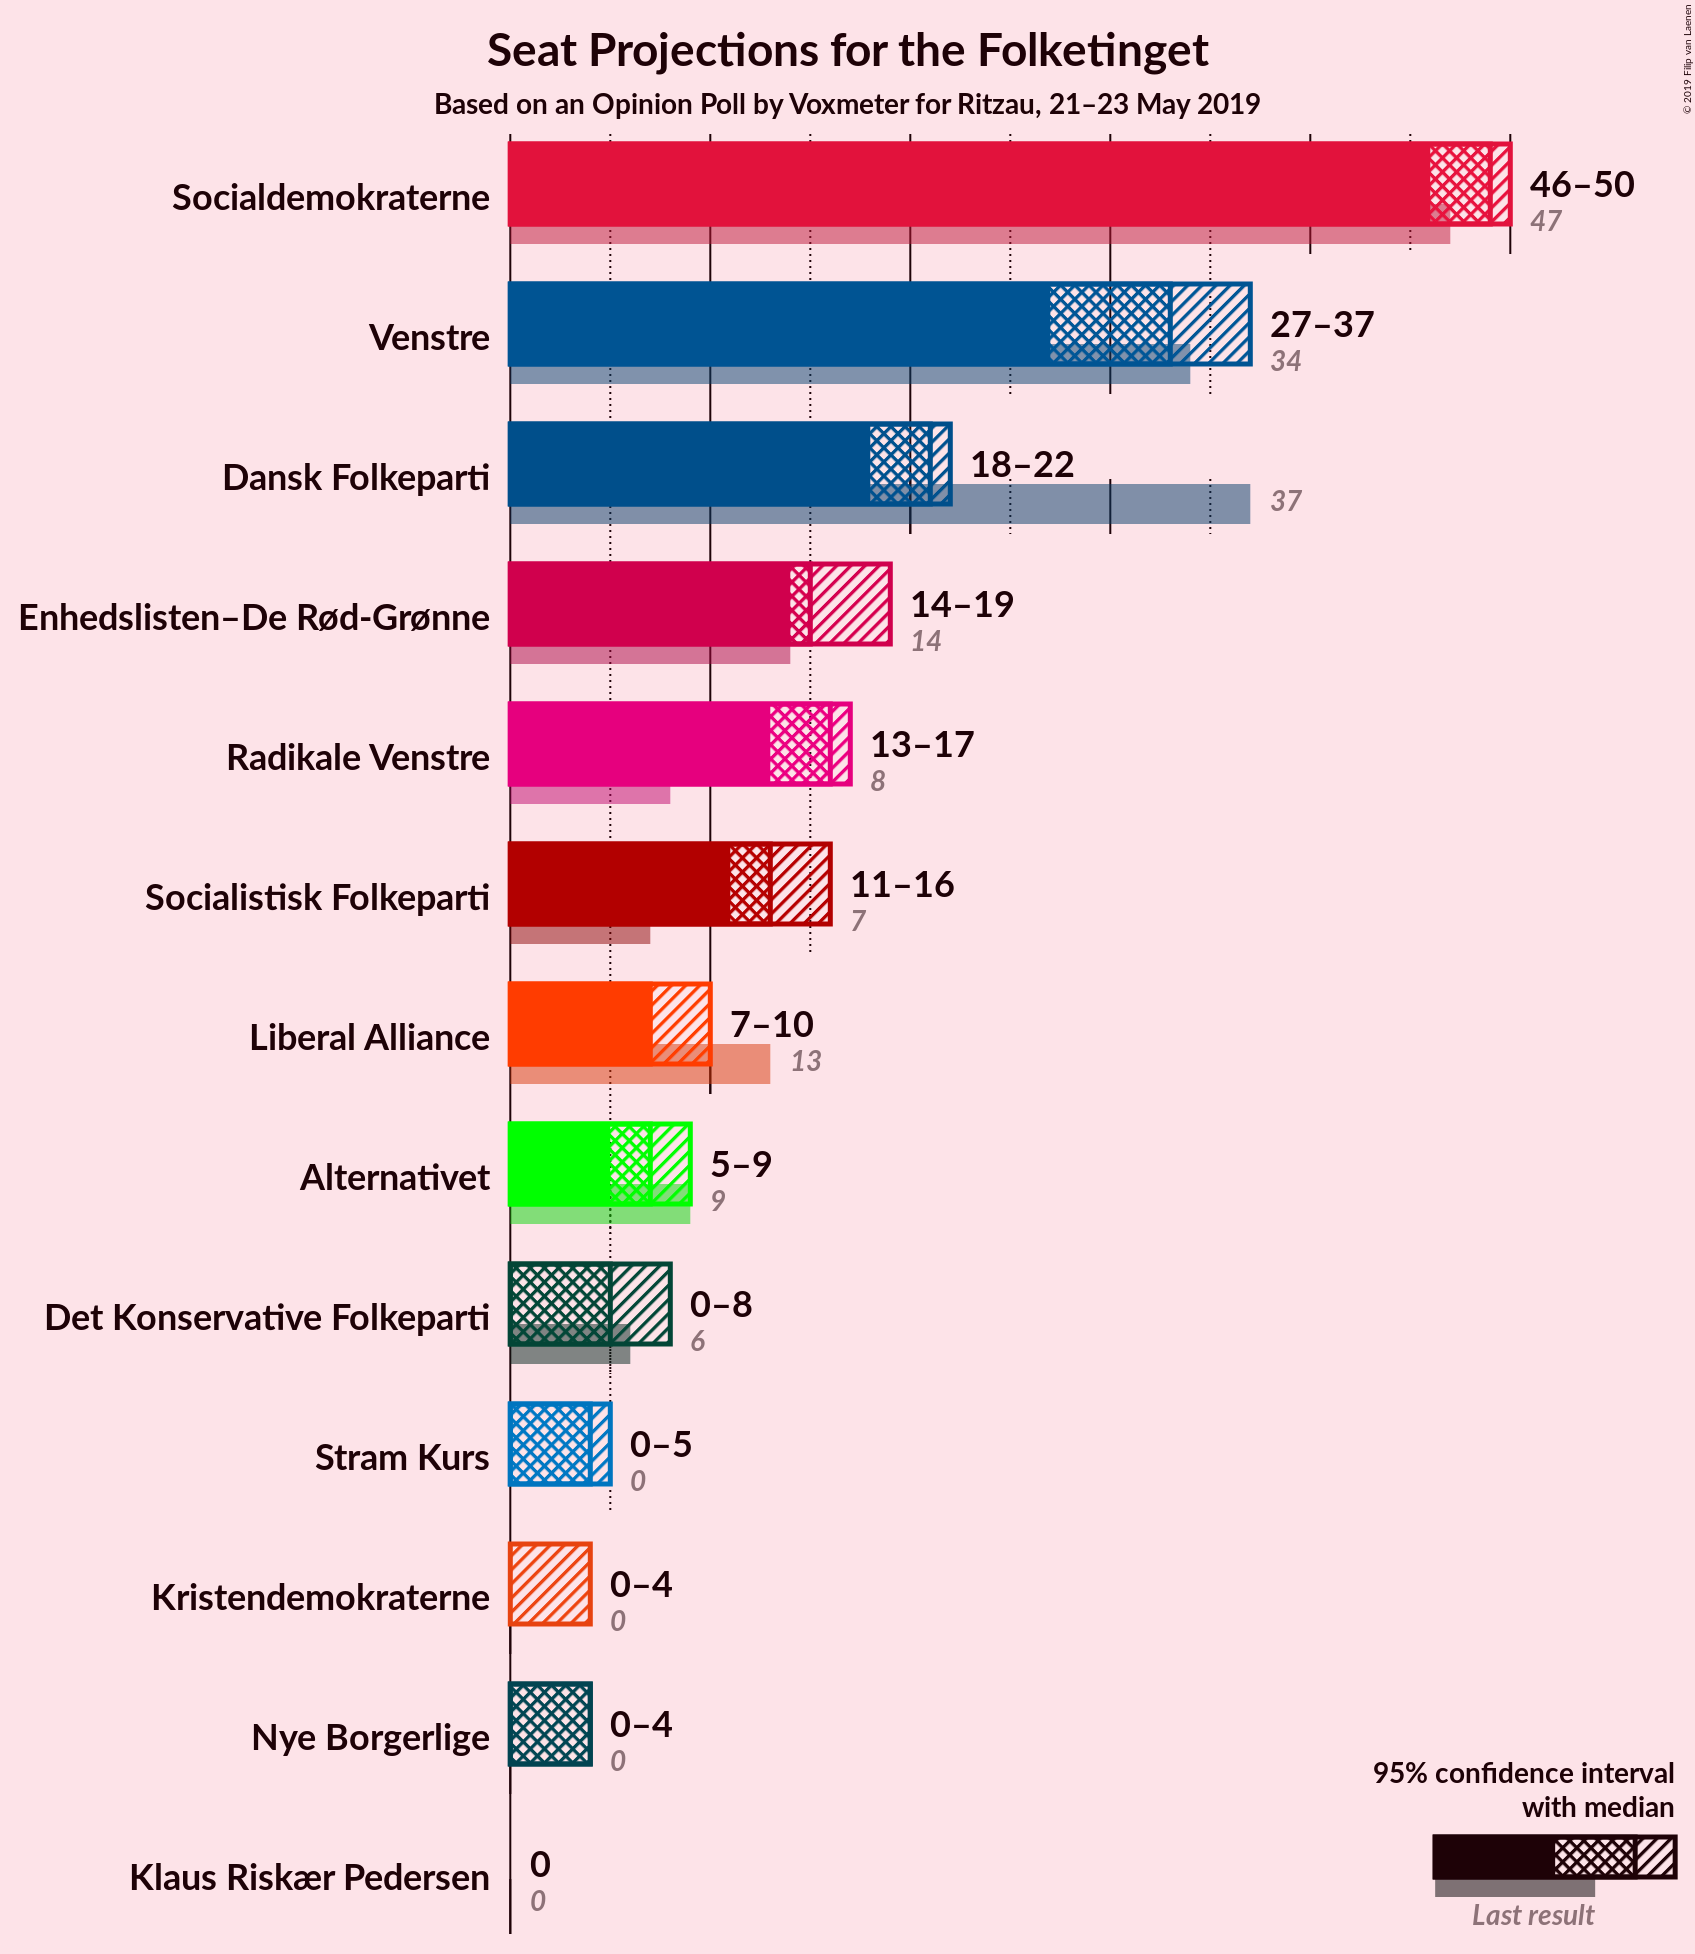 Seat Projections for the Folketinget
Based on an Opinion Poll by Voxmeter for Ritzau, 21–23 May 2019
© 2019 Filip van Laenen
Socialdemokraterne
46–50
47
Venstre
27–37
34
Dansk Folkeparti
18–22
37
Enhedslisten–De Rød-Grønne
14–19
14
Radikale Venstre
13–17
8
Socialistisk Folkeparti
11–16
7
Liberal Alliance
7–10
13
Alternativet
5–9
9
Det Konservative Folkeparti
0–8
6
Stram Kurs
0–5
0
Kristendemokraterne
0–4
0
Nye Borgerlige
0–4
0
Klaus Riskær Pedersen
0
0
95% confidence interval
with median
Last result